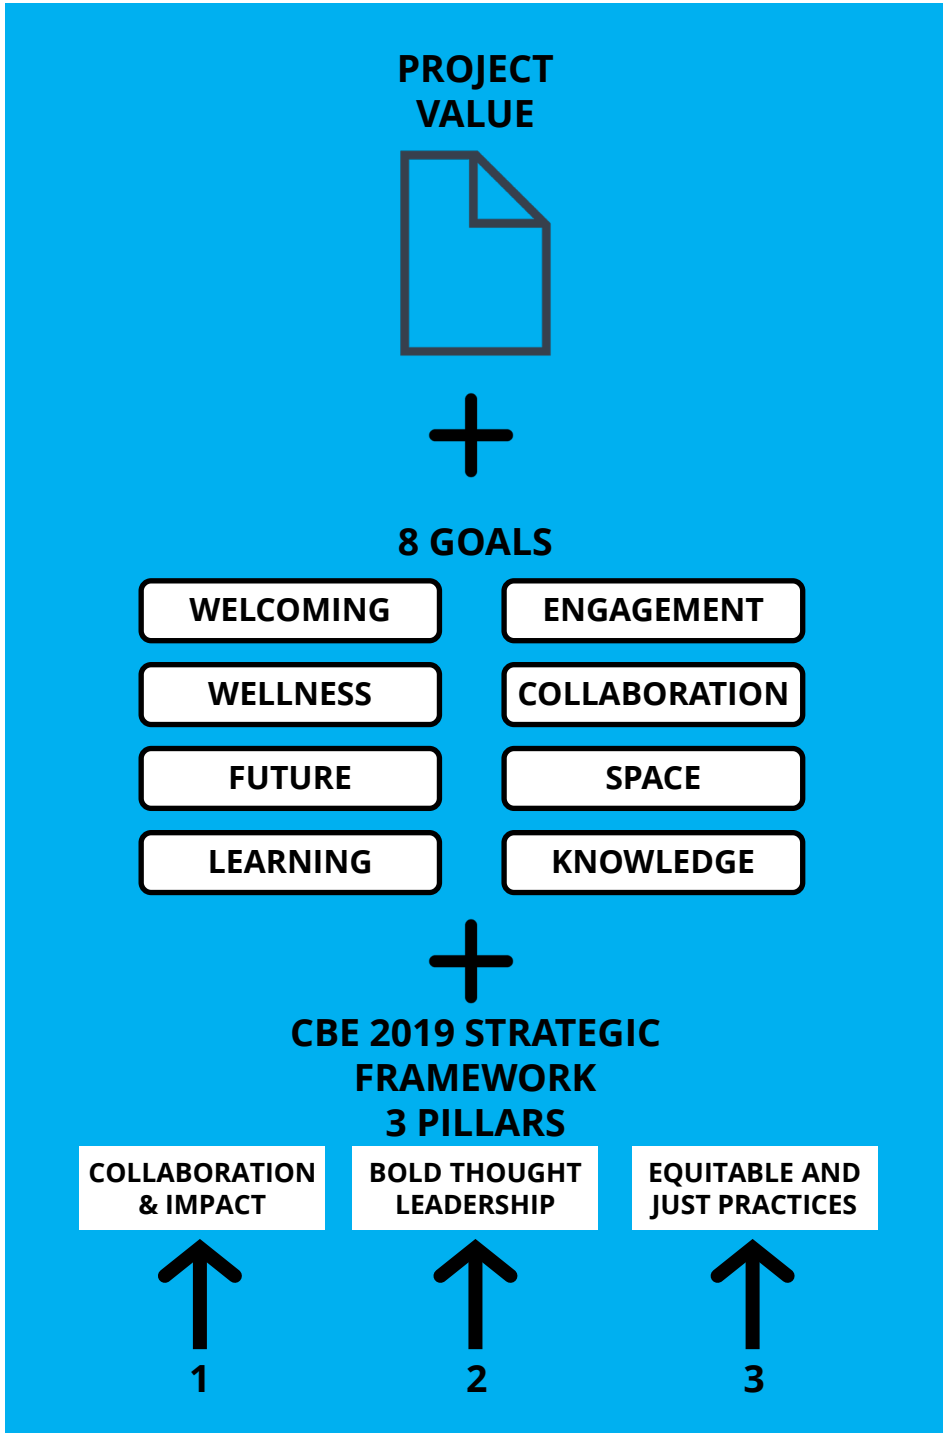 PROJECT
VALUE
8 GOALS
WELCOMING
ENGAGEMENT
WELLNESS
COLLABORATION
FUTURE
SPACE
LEARNING
KNOWLEDGE
CBE 2019 STRATEGIC
FRAMEWORK
3 PILLARS
COLLABORATION
& IMPACT
BOLD THOUGHT
LEADERSHIP
EQUITABLE AND
JUST PRACTICES
1
2
3